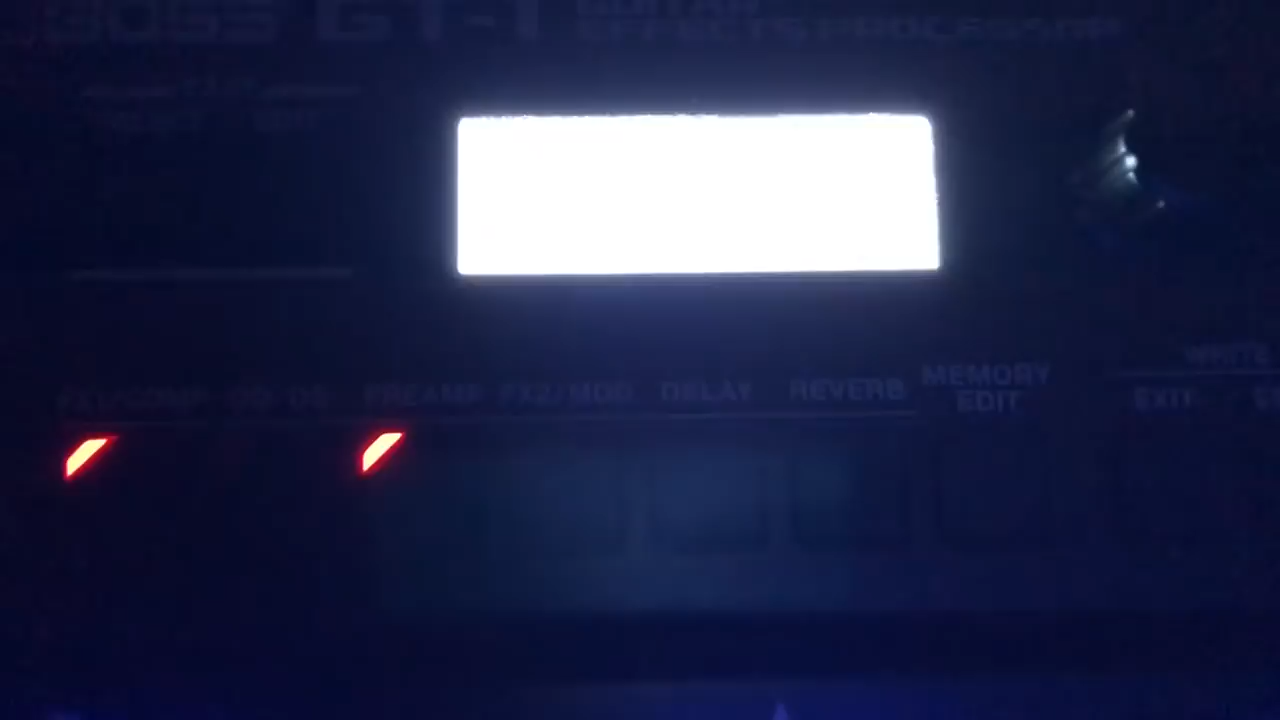 BOSS GT-1 GUITAR
EFFECTS PROCESSOR
FX1/COMP OD/DS PREAMP FX2/MOD DELAY REVERB MEMORY
EDIT
WRITE
EXIT